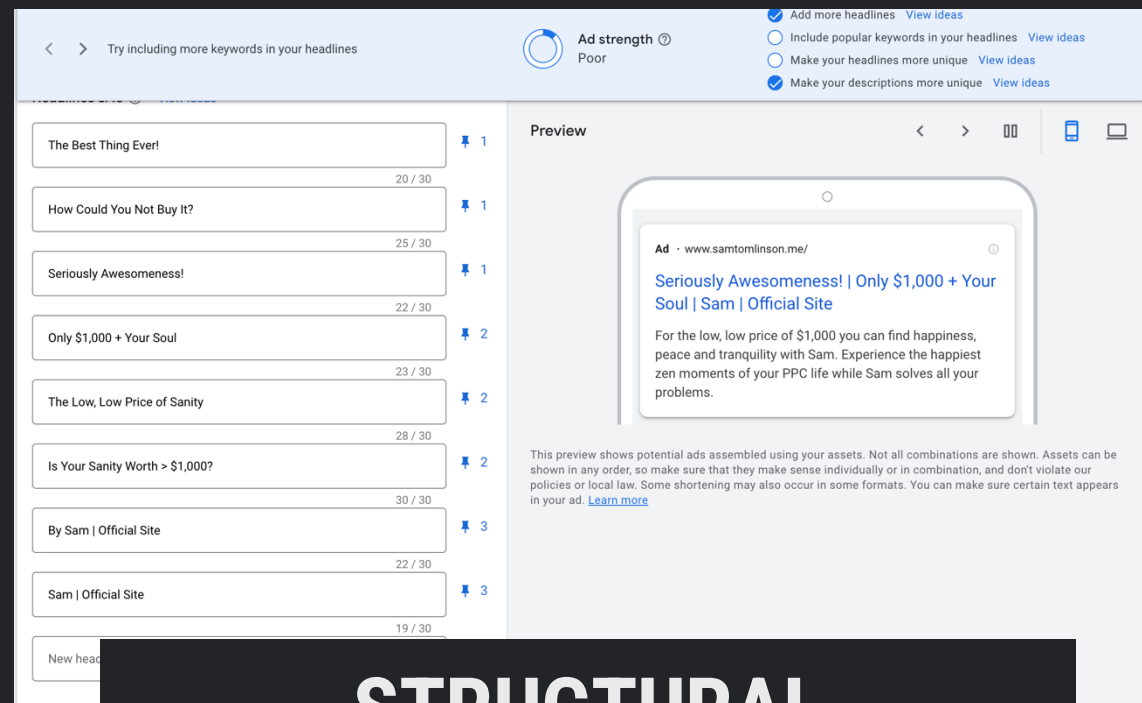 Add more headlines View ideas
Try including more keywords in your headlines
Ad strength
Poor
Include popular keywords in your headlines View ideas
Make your headlines more unique View ideas
Make your descriptions more unique View ideas
The Best Thing Ever!
1
20 / 30
How Could You Not Buy It?
1
25 / 30
Seriously Awesomeness!
1
22 / 30
Only $1,000 + Your Soul
2
23 / 30
The Low, Low Price of Sanity
2
28 / 30
Is Your Sanity Worth > $1,000?
2
30 / 30
By Sam | Official Site
3
22 / 30
Sam | Official Site
3
19 / 30
New
Preview
Ad · www.samtomlinson.me/
Seriously Awesomeness! | Only $1,000 + Your
Soul | Sam | Official Site
For the low, low price of $1,000 you can find happiness,
peace and tranquility with Sam. Experience the happiest
zen moments of your PPC life while Sam solves all your
problems.
This preview shows potential ads assembled using your assets. Not all combinations are shown. Assets can be
shown in any order, so make sure that they make sense individually or in combination, and don't violate our
policies or local law. Some shortening may also occur in some formats. You can make sure certain text appears
in your ad. Learn more
STRUCTURAL